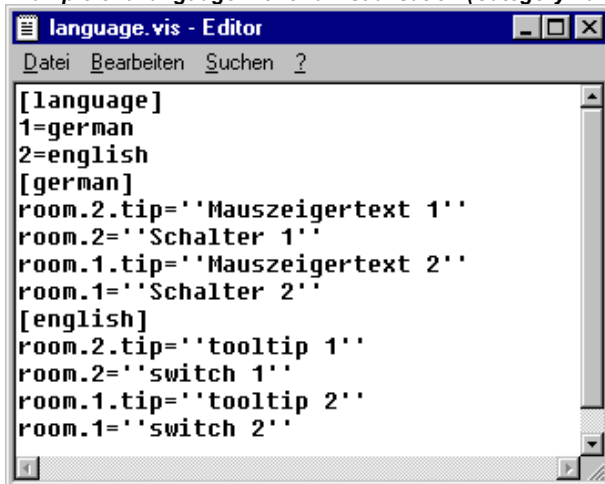 language.vis - Editor
Datei Bearbeiten Suchen ?
[language]
1=german
2=english
[german]
room.2.tip=''Mauszeigertext 1''
room.2=''Schalter 1''
room.1.tip=''Mauszeigertext 2''
room.1=''Schalter 2''
[english]
room.2.tip=''tooltip 1''
room.2=''switch 1''
room.1.tip=''tooltip 2''
room.1=''switch 2''